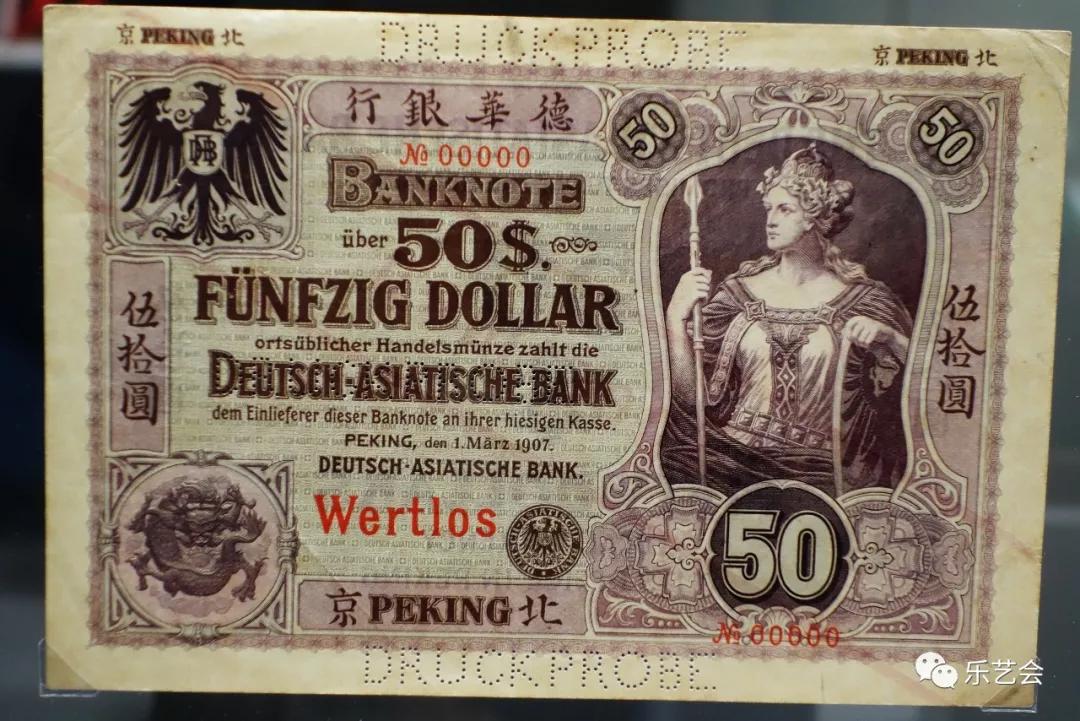 DRUCKPROBE
京 PEKING 北
京 PEKING 北
行銀華德
50
50
DAB
№ 00000
BANKNOTE
über 50$.
FÜNFZIG DOLLAR
ortsüblicher Handelsmünze zahlt die
DEUTSCH-ASIATISCHE BANK
dem Einlieferer dieser Banknote an ihrer hiesigen Kasse.
PEKING, den 1. März 1907.
DEUTSCH-ASIATISCHE BANK.
伍拾圓
伍拾圓
Wertlos
50
京 PEKING 北
№ 00000
DRUCKPROBE
乐艺会